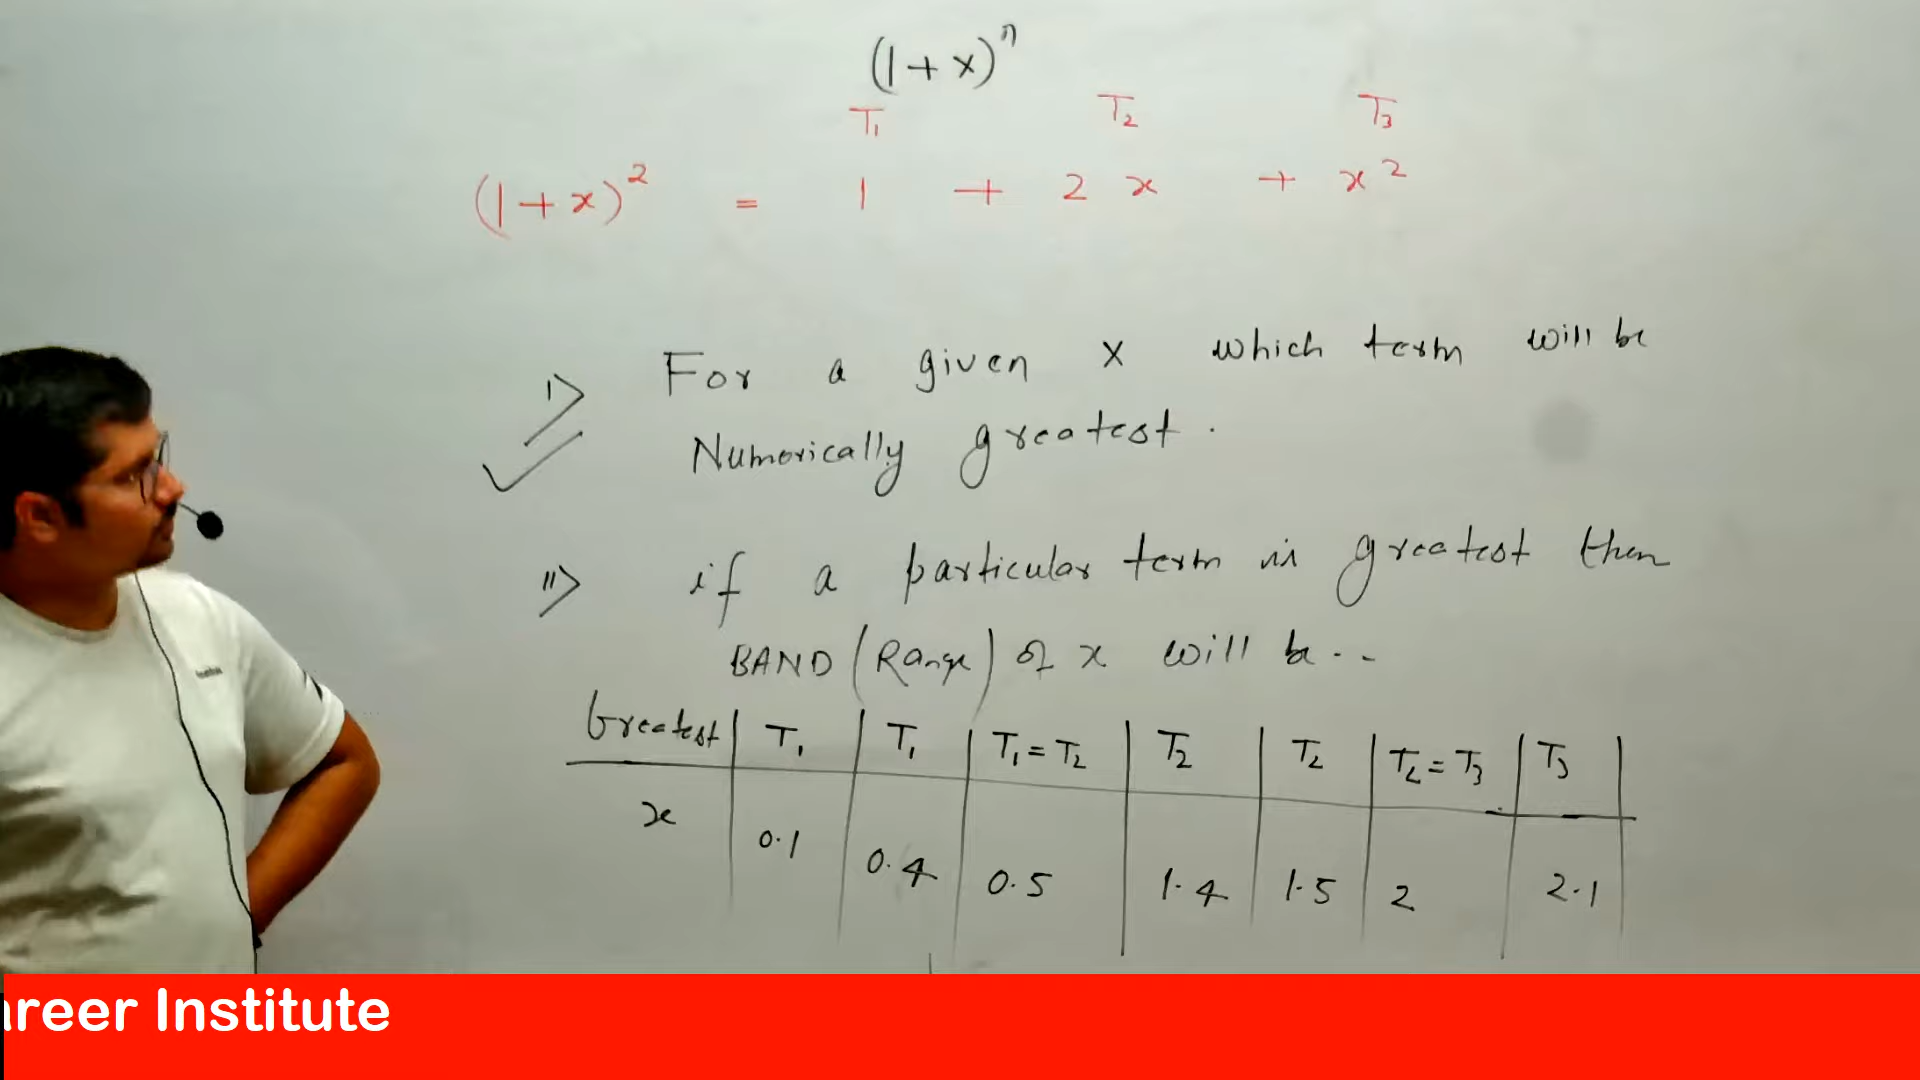 (1+x)ⁿ
T₁ T₂ T₃
(1+x)² = 1 + 2x + x²
I> For a given x which term will be
Numerically greatest.
II> if a particular term is greatest then
BAND (Range) of x will be..
Greatest | T₁ | T₁ | T₁=T₂ | T₂ | T₂ | T₂=T₃ | T₃ |
x | 0.1 | 0.4 | 0.5 | 1.4 | 1.5 | 2 | 2.1 |
areer Institute